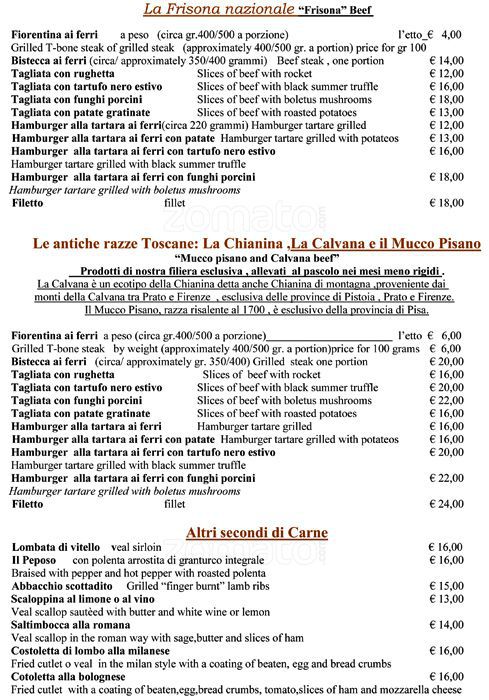 La Frisona nazionale “Frisona” Beef
Fiorentina ai ferri a peso (circa gr.400/500 a porzione) l'etto_€ 4,00
Grilled T-bone steak of grilled steak (approximately 400/500 gr. a portion) price for gr 100
Bistecca ai ferri (circa/ approximately 350/400 grammi) Beef steak , one portion € 14,00
Tagliata con rughetta Slices of beef with rocket € 12,00
Tagliata con tartufo nero estivo Slices of beef with black summer truffle € 16,00
Tagliata con funghi porcini Slices of beef with boletus mushrooms € 18,00
Tagliata con patate gratinate Slices of beef with roasted potatoes € 13,00
Hamburger alla tartara ai ferri(circa 220 grammi) Hamburger tartare grilled € 12,00
Hamburger alla tartara ai ferri con patate Hamburger tartare grilled with potateos € 13,00
Hamburger alla tartara ai ferri con tartufo nero estivo € 16,00
Hamburger tartare grilled with black summer truffle
Hamburger alla tartara ai ferri con funghi porcini € 18,00
Hamburger tartare grilled with boletus mushrooms
Filetto fillet € 18,00
zomato.com
Le antiche razze Toscane: La Chianina ,La Calvana e il Mucco Pisano
“Mucco pisano and Calvana beef”
Prodotti di nostra filiera esclusiva , allevati al pascolo nei mesi meno rigidi .
La Calvana è un ecotipo della Chianina detta anche Chianina di montagna ,proveniente dai
monti della Calvana tra Prato e Firenze , esclusiva delle province di Pistoia , Prato e Firenze.
Il Mucco Pisano, razza risalente al 1700 , è esclusivo della provincia di Pisa.
Fiorentina ai ferri a peso (circa gr.400/500 a porzione)_ l'etto € 6,00
Grilled T-bone steak by weight (approximately 400/500 gr. a portion)price for 100 grams € 6,00
Bistecca ai ferri (circa/ approximately gr. 350/400) Grilled steak one portion € 20,00
Tagliata con rughetta Slices of beef with rocket € 16,00
Tagliata con tartufo nero estivo Slices of beef with black summer truffle € 20,00
Tagliata con funghi porcini Slices of beef with boletus mushrooms € 22,00
Tagliata con patate gratinate Slices of beef with roasted potatoes € 16,00
Hamburger alla tartara ai ferri Hamburger tartare grilled € 16,00
Hamburger alla tartara ai ferri con patate Hamburger tartare grilled with potateos € 16,00
Hamburger alla tartara ai ferri con tartufo nero estivo € 20,00
Hamburger tartare grilled with black summer truffle
Hamburger alla tartara ai ferri con funghi porcini € 22,00
Hamburger tartare grilled with boletus mushrooms
Filetto fillet € 24,00
zomato.com
Altri secondi di Carne
Lombata di vitello veal sirloin € 16,00
Il Peposo con polenta arrostita di granturco integrale € 16,00
Braised with pepper and hot pepper with roasted polenta
Abbacchio scottadito Grilled “finger burnt” lamb ribs € 15,00
Scaloppina al limone o al vino € 13,00
Veal scallop sautèed with butter and white wine or lemon
Saltimbocca alla romana € 14,00
Veal scallop in the roman way with sage,butter and slices of ham
Costoletta di lombo alla milanese € 16,00
Fried cutlet o veal in the milan style with a coating of beaten, egg and bread crumbs
Cotoletta alla bolognese € 16,00
Fried cutlet with a coating of beaten,egg,bread crumbs, tomato,slices of ham and mozarella cheese